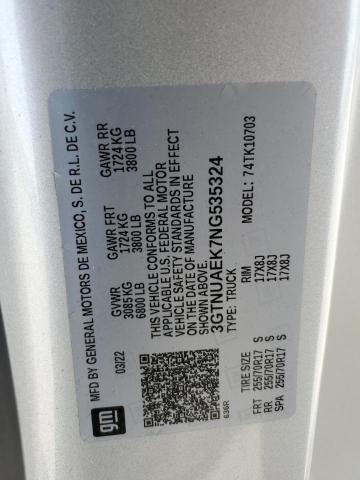 MFD BY GENERAL MOTORS DE MEXICO, S. DE R.L. DE C.V.
03/22 GVWR GAWR FRT GAWR RR
3085 KG 1724 KG 1724 KG
6800 LB 3800 LB 3800 LB
THIS VEHICLE CONFORMS TO ALL
APPLICABLE U.S. FEDERAL MOTOR
VEHICLE SAFETY STANDARDS IN EFFECT
ON THE DATE OF MANUFACTURE
SHOWN ABOVE.
3GTNUAEK7NG535324
TYPE: TRUCK MODEL: 74TK10703
TIRE SIZE RIM
FRT 255/70R17 S 17X8J
RR 255/70R17 S 17X8J
SPA 255/70R17 S 17X8J
gm
636R